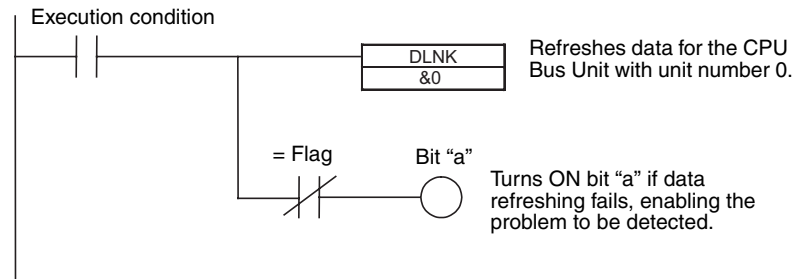 Execution condition
DLNK
&0
Refreshes data for the CPU
Bus Unit with unit number 0.
= Flag
Bit “a”
Turns ON bit “a” if data
refreshing fails, enabling the
problem to be detected.